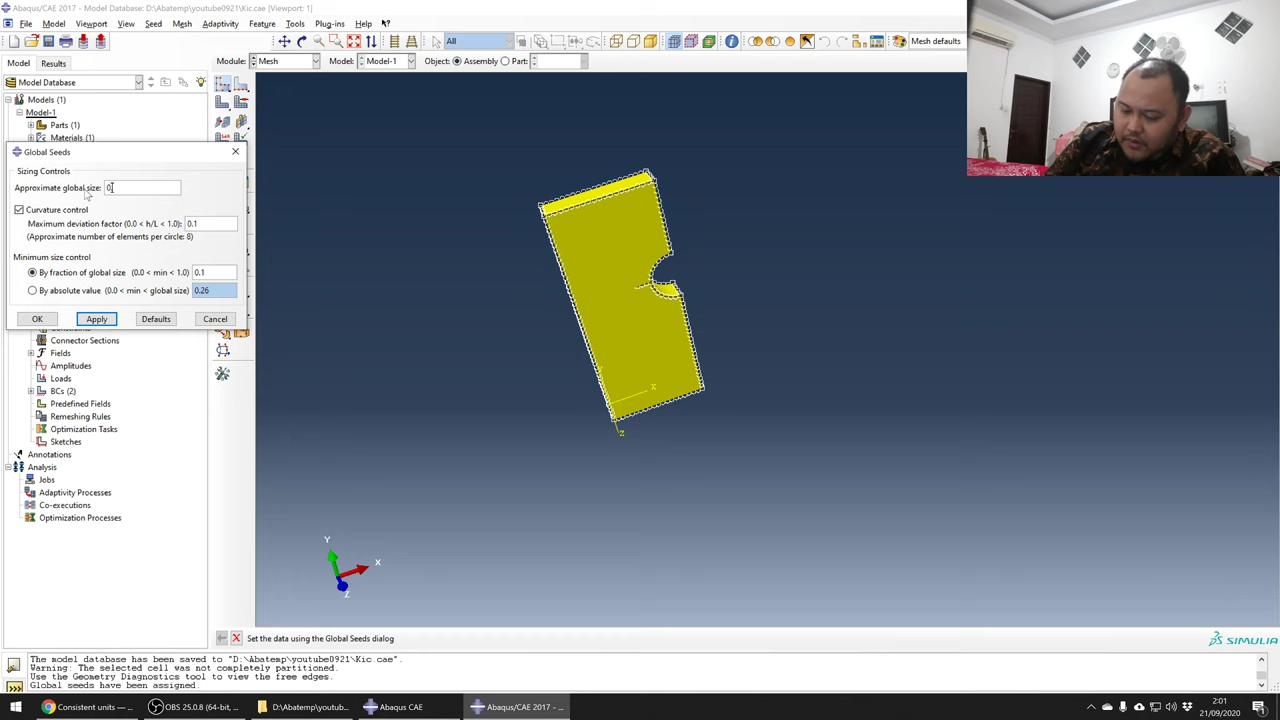 Abaqus/CAE 2017 - Model Database: D:\Abatemp\youtube0921\Kic.cae [Viewport: 1]
File Model Viewport View Seed Mesh Adaptivity Feature Tools Plug-ins Help
All
Mesh defaults
Model Results
Module: Mesh Model: Model-1 Object: Assembly Part:
Model Database
Models (1)
Model-1
Parts (1)
Materials (1)
Global Seeds
Sizing Controls
Approximate global size: 0
Curvature control
Maximum deviation factor (0.0 < h/L < 1.0): 0.1
(Approximate number of elements per circle: 8)
Minimum size control
By fraction of global size (0.0 < min < 1.0) 0.1
By absolute value (0.0 < min < global size) 0.26
OK Apply Defaults Cancel
Connector Sections
Fields
Amplitudes
Loads
BCs (2)
Predefined Fields
Remeshing Rules
Optimization Tasks
Sketches
Annotations
Analysis
Jobs
Adaptivity Processes
Co-executions
Optimization Processes
X
Z
Y
X
Z
Set the data using the Global Seeds dialog
SIMULIA
The model database has been saved to "D:\Abatemp\youtube0921\Kic.cae".
Warning: The selected cell was not completely partitioned.
Use the Geometry Diagnostics tool to view the free edges.
Global seeds have been assigned.
Consistent units - ... OBS 25.0.8 (64-bit, ... D:\Abatemp\youtub... Abaqus CAE Abaqus/CAE 2017 - ...
2:01
21/09/2020